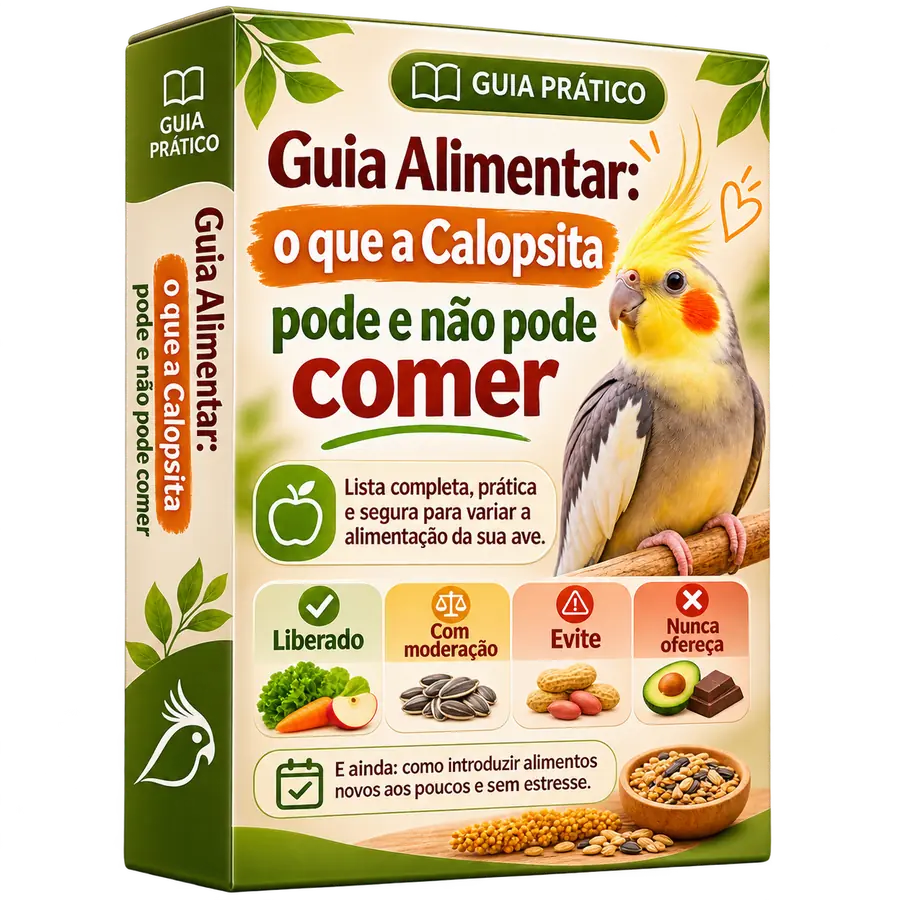 GUIA
PRÁTICO
Guia Alimentar:
o que a Calopsita
pode e não pode comer
GUIA PRÁTICO
Guia Alimentar:
o que a Calopsita
pode e não pode
comer
Lista completa, prática
e segura para variar a
alimentação da sua ave.
Liberado
Com
moderação
Evite
Nunca
ofereça
E ainda: como introduzir alimentos
novos aos poucos e sem estresse.